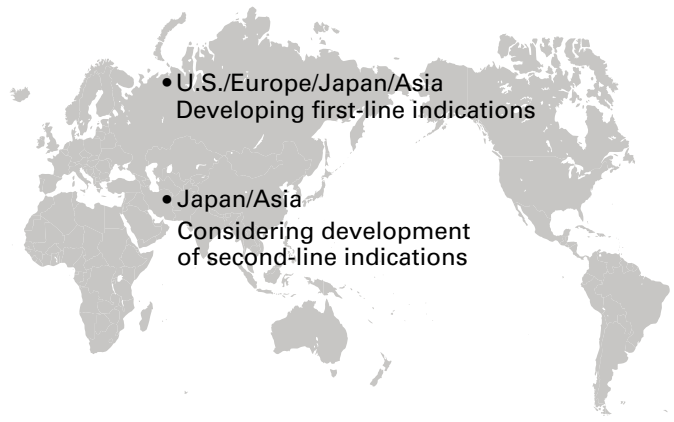 • U.S./Europe/Japan/Asia
Developing first-line indications
• Japan/Asia
Considering development
of second-line indications